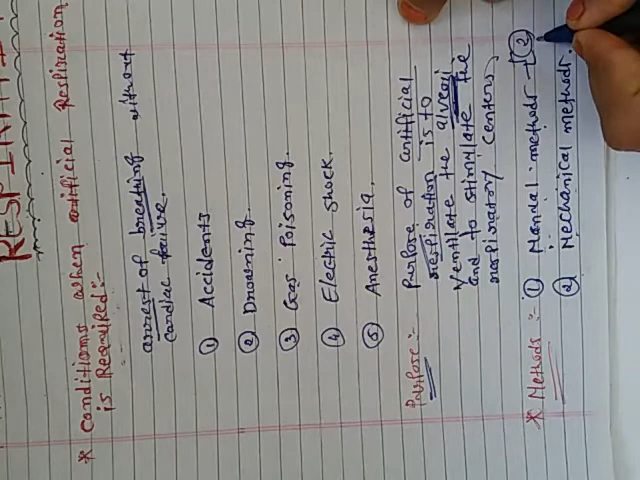 RESPIRATI
* Conditions when artificial Respiration
is Required:-
arrest of breathing without
cardiac failure.
① Accidents
② Drowning.
③ Gas Poisoning.
④ Electric Shock.
⑤ Anesthesia.
Purpose:- Purpose of artificial
respiration is to
ventilate the alveoli
and to stimulate the
respiratory centers,
* Methods:- ① Manual methods - 2
② Mechanical methods.